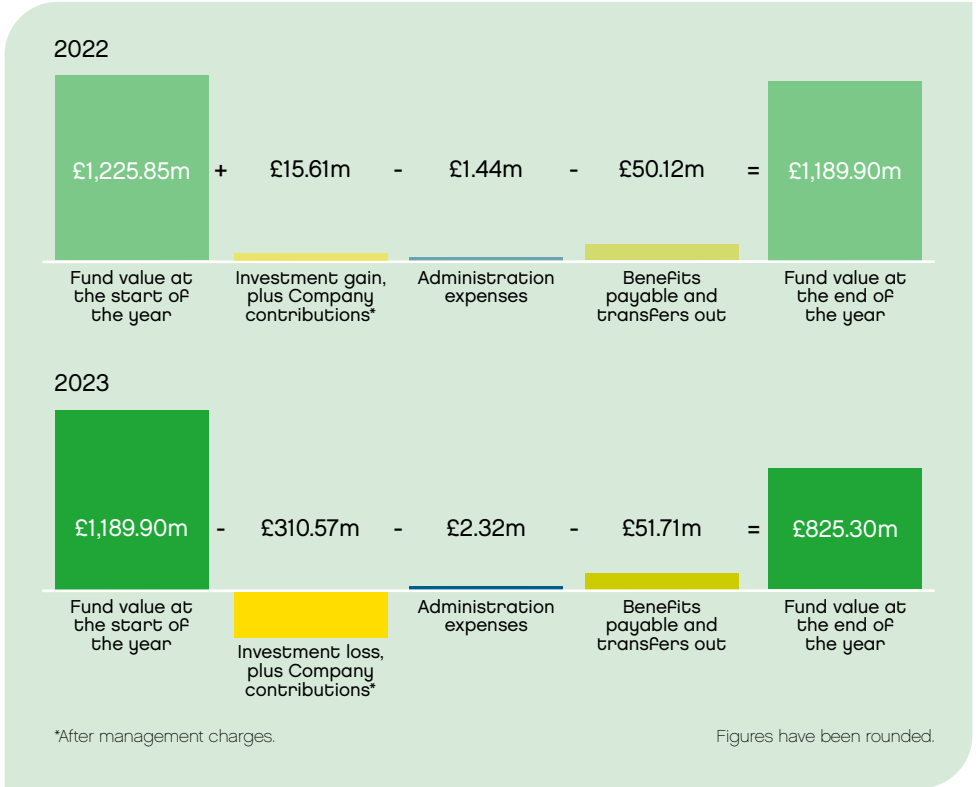 2022
£1,225.85m + £15.61m - £1.44m - £50.12m = £1,189.90m
Fund value at
the start of
the year
Investment gain,
plus Company
contributions*
Administration
expenses
Benefits
payable and
transfers out
Fund value at
the end of
the year
2023
£1,189.90m - £310.57m - £2.32m - £51.71m = £825.30m
Fund value at
the start of
the year
Investment loss,
plus Company
contributions*
Administration
expenses
Benefits
payable and
transfers out
Fund value at
the end of
the year
*After management charges.
Figures have been rounded.